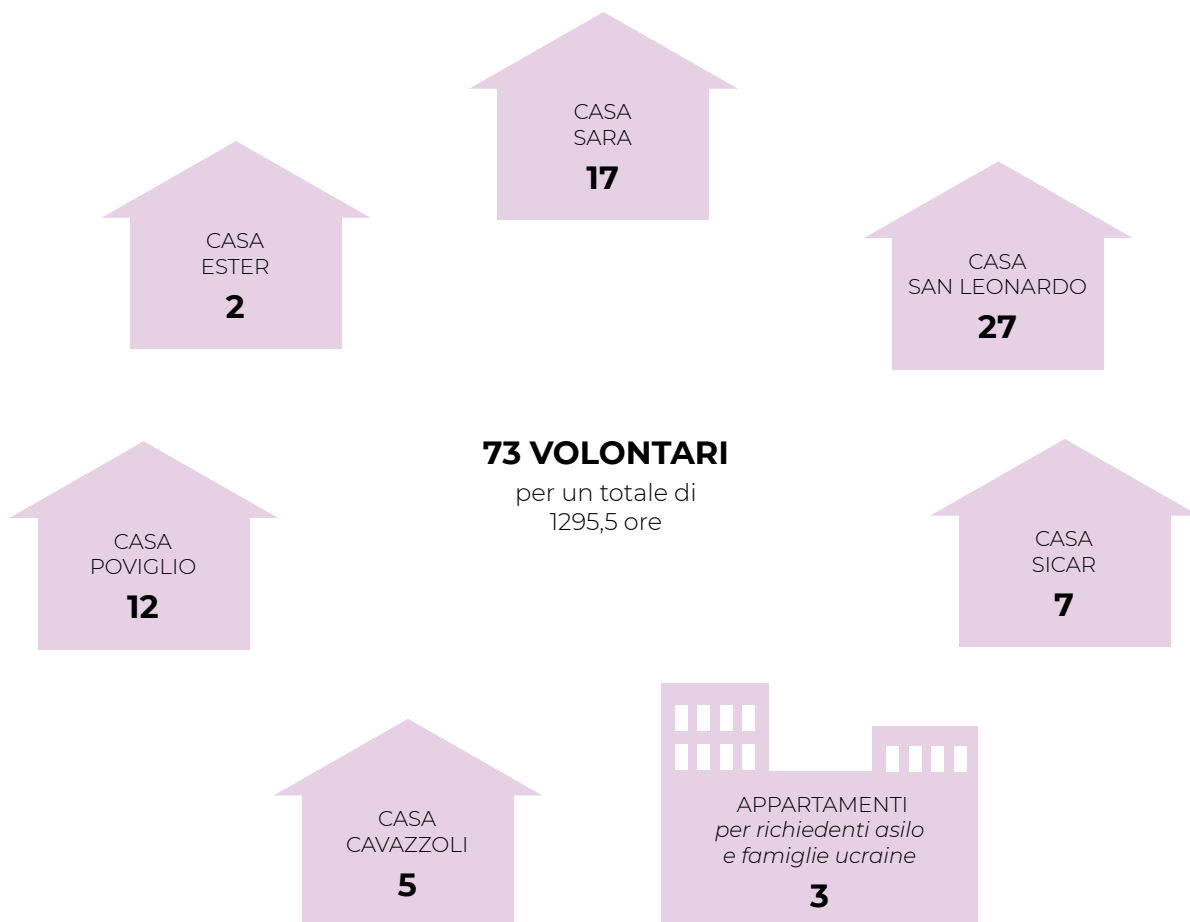 CASA
SARA
17
CASA
ESTER
2
CASA
SAN LEONARDO
27
73 VOLONTARI
per un totale di
1295,5 ore
CASA
POVIGLIO
12
CASA
SICAR
7
CASA
CAVAZZOLI
5
APPARTAMENTI
per richiedenti asilo
e famiglie ucraine
3